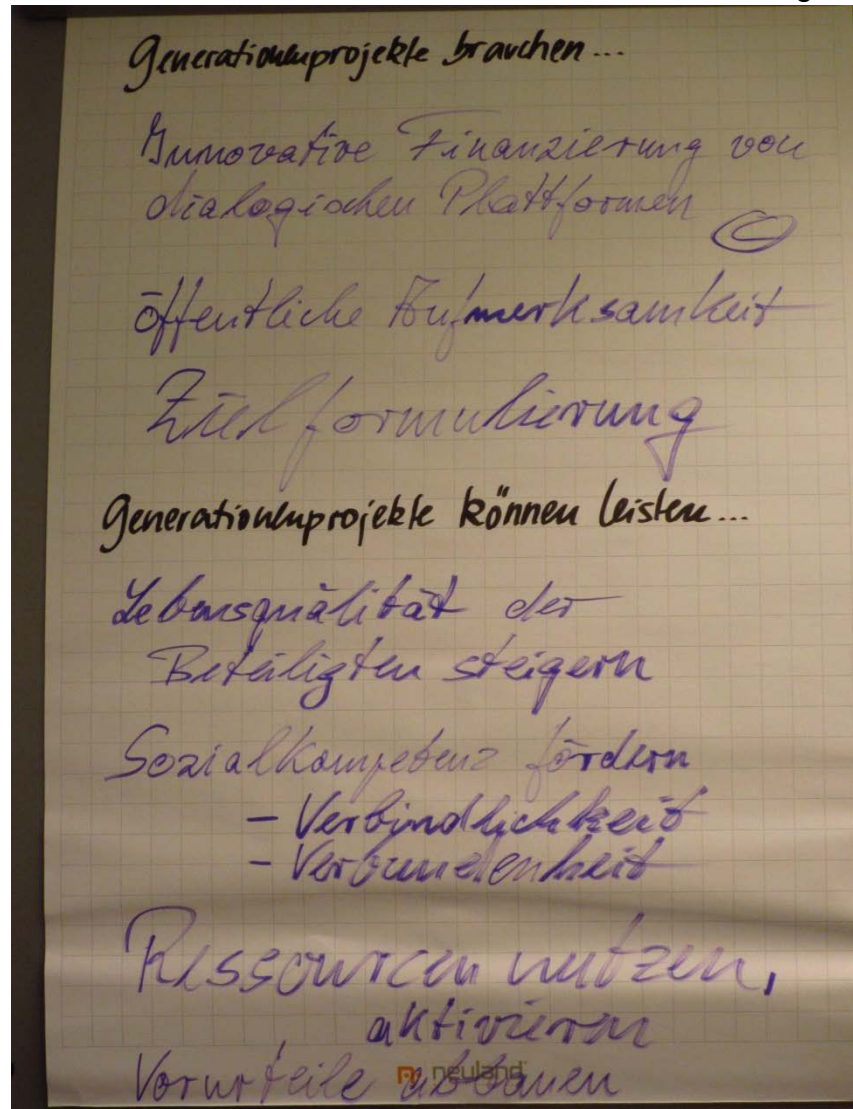 Generationenprojekte brauchen...
Innovative Finanzierung von
dialogischen Plattformen
öffentliche Aufmerksamkeit
Zielformulierung
Generationenprojekte können leisten...
Lebensqualität der
Beteiligten steigern
Sozialkompetenz fördern
- Verbindlichkeit
- Verbundenheit
Ressourcen nutzen,
aktivieren
Vorurteile abbauen
neuland